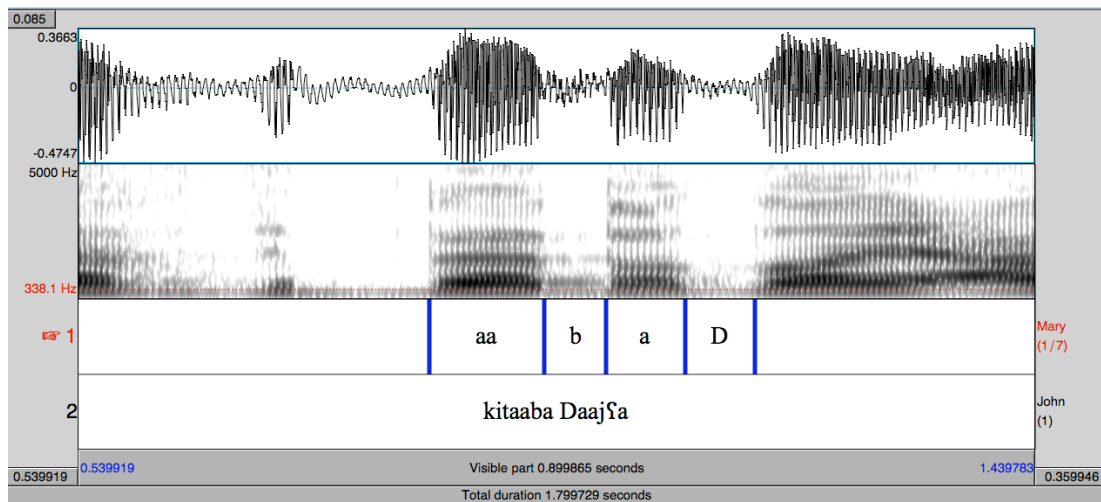 0.085
0.3663
0
-0.4747
5000 Hz
338.1 Hz
☞ 1 aa b a D Mary (1/7)
2 kitaaba Daajʕa John (1)
0.539919 0.539919 Visible part 0.899865 seconds 1.439783 0.359946
Total duration 1.799729 seconds